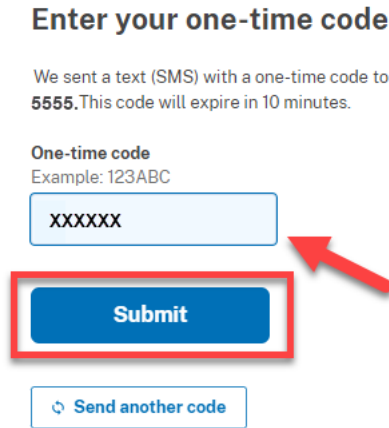 Enter your one-time code
We sent a text (SMS) with a one-time code to
5555.This code will expire in 10 minutes.
One-time code
Example: 123ABC
XXXXXX
Submit
Send another code